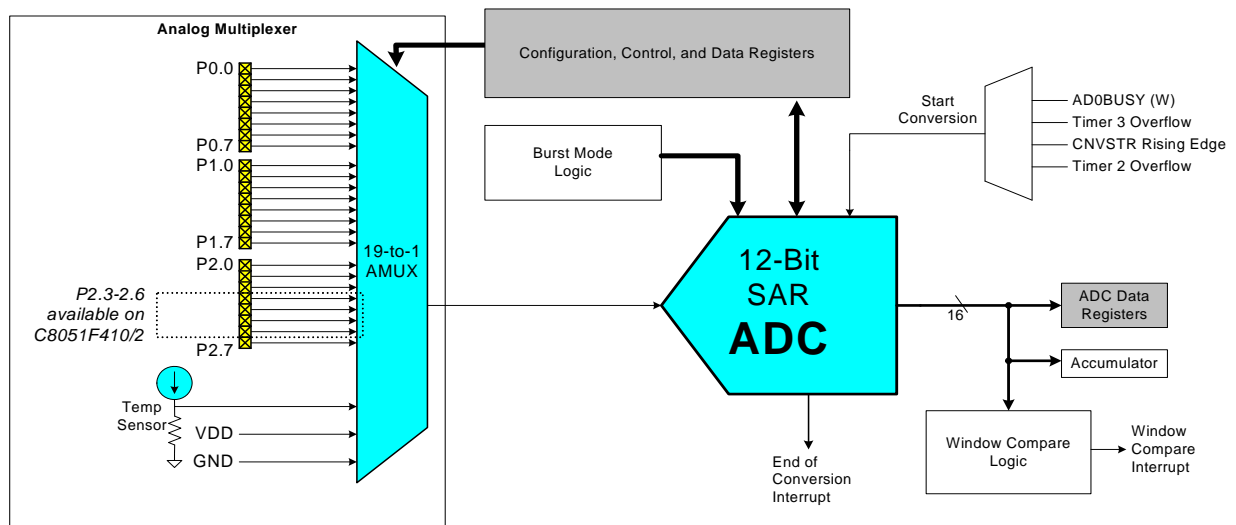 Analog Multiplexer
P0.0
P0.7
P1.0
P1.7
P2.0
P2.3-2.6
available on
C8051F410/2
P2.7
Temp
Sensor
VDD
GND
19-to-1
AMUX
Configuration, Control, and Data Registers
Burst Mode
Logic
Start
Conversion
AD0BUSY (W)
Timer 3 Overflow
CNVSTR Rising Edge
Timer 2 Overflow
12-Bit
SAR
ADC
16
ADC Data
Registers
Accumulator
Window Compare
Logic
Window
Compare
Interrupt
End of
Conversion
Interrupt